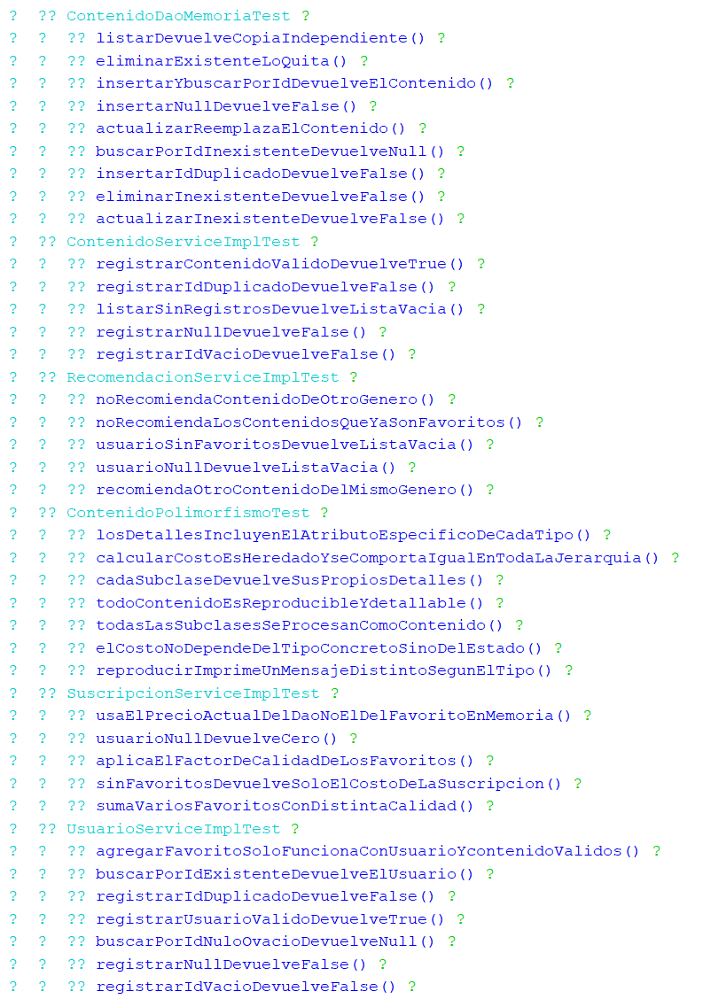 ?  ?? ContenidoDaoMemoriaTest ?
?  ?  ?? listarDevuelveCopiaIndependiente() ?
?  ?  ?? eliminarExistenteLoQuita() ?
?  ?  ?? insertarYbuscarPorIdDevuelveElContenido() ?
?  ?  ?? insertarNullDevuelveFalse() ?
?  ?  ?? actualizarReemplazaElContenido() ?
?  ?  ?? buscarPorIdInexistenteDevuelveNull() ?
?  ?  ?? insertarIdDuplicadoDevuelveFalse() ?
?  ?  ?? eliminarInexistenteDevuelveFalse() ?
?  ?  ?? actualizarInexistenteDevuelveFalse() ?
?  ?? ContenidoServiceImplTest ?
?  ?  ?? registrarContenidoValidoDevuelveTrue() ?
?  ?  ?? registrarIdDuplicadoDevuelveFalse() ?
?  ?  ?? listarSinRegistrosDevuelveListaVacia() ?
?  ?  ?? registrarNullDevuelveFalse() ?
?  ?  ?? registrarIdVacioDevuelveFalse() ?
?  ?? RecomendacionServiceImplTest ?
?  ?  ?? noRecomiendaContenidoDeOtroGenero() ?
?  ?  ?? noRecomiendaLosContenidosQueYaSonFavoritos() ?
?  ?  ?? usuarioSinFavoritosDevuelveListaVacia() ?
?  ?  ?? usuarioNullDevuelveListaVacia() ?
?  ?  ?? recomiendaOtroContenidoDelMismoGenero() ?
?  ?? ContenidoPolimorfismoTest ?
?  ?  ?? losDetallesIncluyenElAtributoEspecificoDeCadaTipo() ?
?  ?  ?? calcularCostoEsHeredadoYseComportaIgualEnTodaLaJerarquia() ?
?  ?  ?? cadaSubclaseDevuelveSusPropiosDetalles() ?
?  ?  ?? todoContenidoEsReproducibleYdetallable() ?
?  ?  ?? todasLasSubclasesSeProcesanComoContenido() ?
?  ?  ?? elCostoNoDependeDelTipoConcretoSinoDelEstado() ?
?  ?  ?? reproducirImprimeUnMensajeDistintoSegunElTipo() ?
?  ?? SuscripcionServiceImplTest ?
?  ?  ?? usaElPrecioActualDelDaoNoElDelFavoritoEnMemoria() ?
?  ?  ?? usuarioNullDevuelveCero() ?
?  ?  ?? aplicaElFactorDeCalidadDeLosFavoritos() ?
?  ?  ?? sinFavoritosDevuelveSoloElCostoDeLaSuscripcion() ?
?  ?  ?? sumaVariosFavoritosConDistintaCalidad() ?
?  ?? UsuarioServiceImplTest ?
?  ?  ?? agregarFavoritoSoloFuncionaConUsuarioYcontenidoValidos() ?
?  ?  ?? buscarPorIdExistenteDevuelveElUsuario() ?
?  ?  ?? registrarIdDuplicadoDevuelveFalse() ?
?  ?  ?? registrarUsuarioValidoDevuelveTrue() ?
?  ?  ?? buscarPorIdNuloOvacioDevuelveNull() ?
?  ?  ?? registrarNullDevuelveFalse() ?
?  ?  ?? registrarIdVacioDevuelveFalse() ?